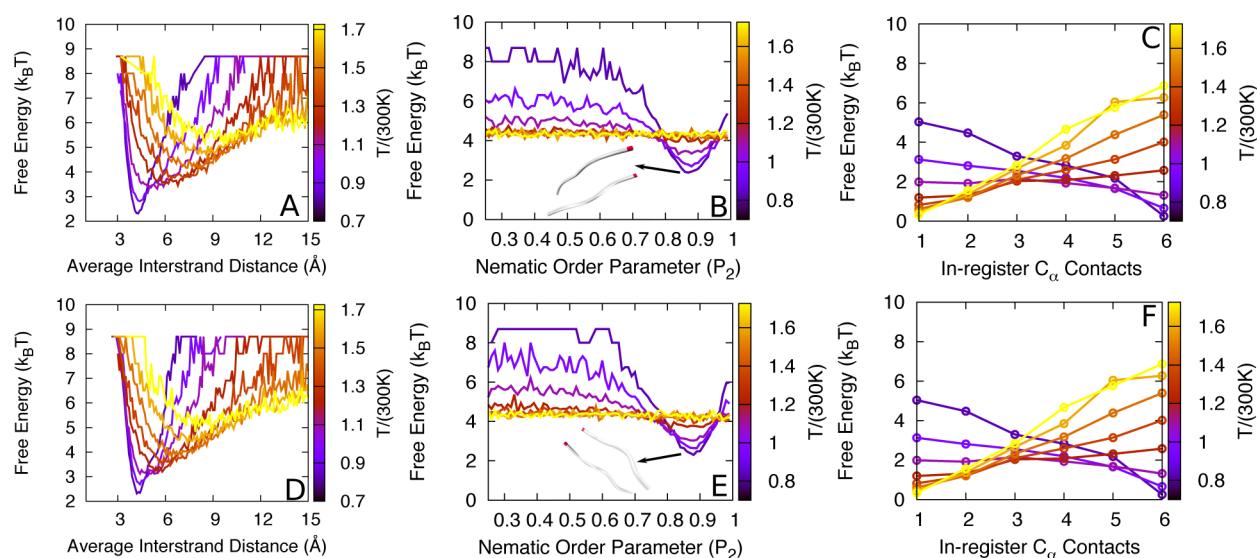 10
9
8
7
6
5
4
3
2
Free Energy (kBT)
3 6 9 12 15
Average Interstrand Distance (Å)
A
1.7
1.5
1.3
1.1
0.9
0.7
T/(300K)
10
8
6
4
2
0
Free Energy (kBT)
0.3 0.4 0.5 0.6 0.7 0.8 0.9 1
Nematic Order Parameter (P2)
B
1.6
1.4
1.2
1
0.8
T/(300K)
10
8
6
4
2
0
Free Energy (kBT)
1 2 3 4 5 6
In-register Cα Contacts
C
1.6
1.4
1.2
1
0.8
T/(300K)
10
9
8
7
6
5
4
3
2
Free Energy (kBT)
3 6 9 12 15
Average Interstrand Distance (Å)
D
1.7
1.5
1.3
1.1
0.9
0.7
T/(300K)
10
8
6
4
2
0
Free Energy (kBT)
0.3 0.4 0.5 0.6 0.7 0.8 0.9 1
Nematic Order Parameter (P2)
E
1.6
1.4
1.2
1
0.8
T/(300K)
10
8
6
4
2
0
Free Energy (kBT)
1 2 3 4 5 6
In-register Cα Contacts
F
1.6
1.4
1.2
1
0.8
T/(300K)